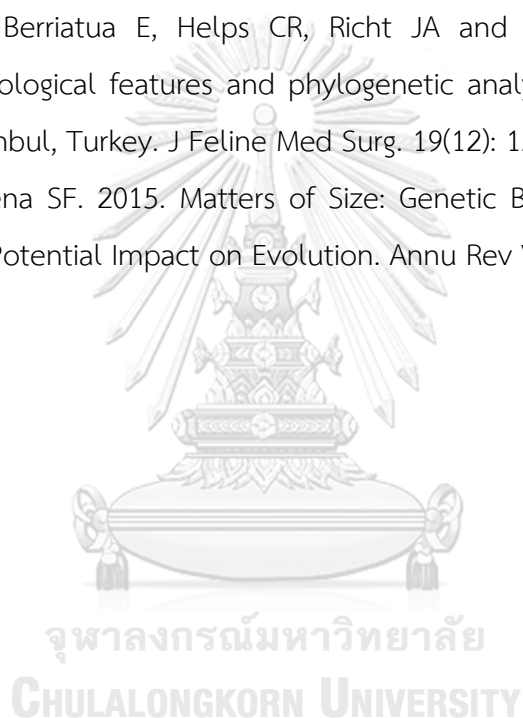 Berriatua E, Helps CR, Richt JA and
ological features and phylogenetic analy
nbul, Turkey. J Feline Med Surg. 19(12): 1
ena SF. 2015. Matters of Size: Genetic B
Potential Impact on Evolution. Annu Rev
จุฬาลงกรณ์มหาวิทยาลัย
CHULALONGKORN UNIVERSITY